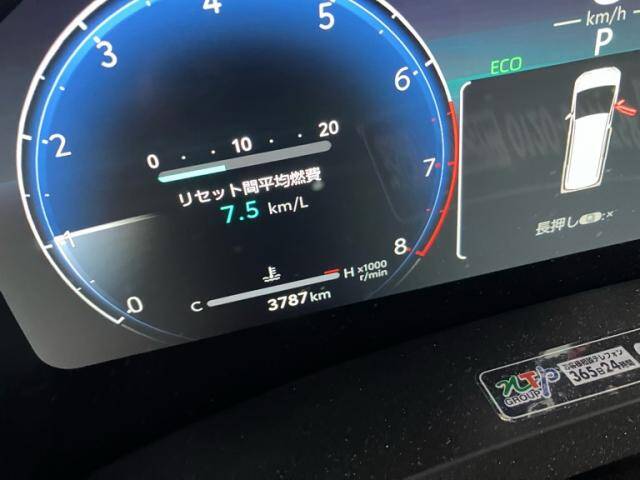 0
1
2
3
4
5
6
7
8
0 ・ ・ 10 ・ ・ 20
リセット間平均燃費
7.5 km/L
C H x1000
r/min
3787 km
km/h
P
ECO
長押し
GROUP
365日24時間